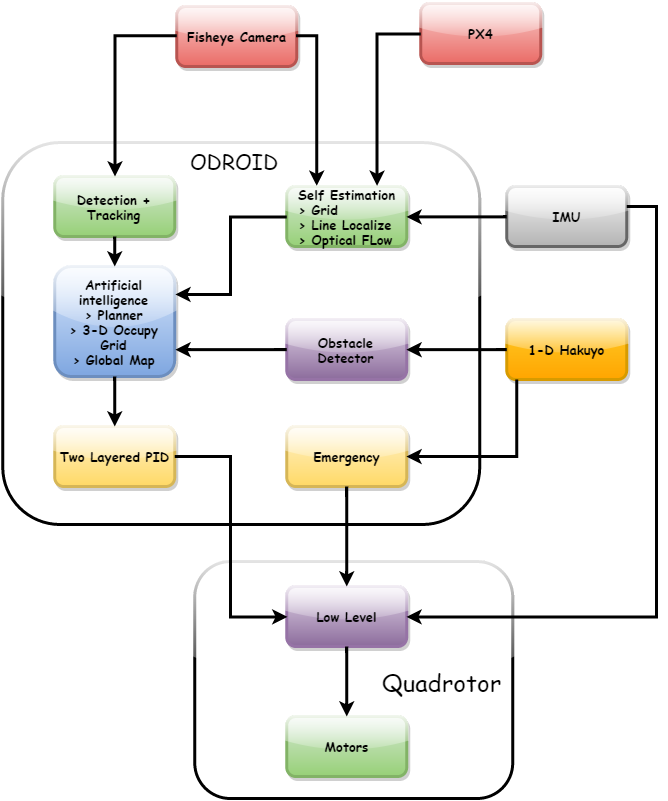 Fisheye Camera
PX4
ODROID
Detection +
Tracking
Self Estimation
> Grid
> Line Localize
> Optical FLow
IMU
Artificial
intelligence
> Planner
> 3-D Occupy
Grid
> Global Map
Obstacle
Detector
1-D Hakuyo
Two Layered PID
Emergency
Low Level
Quadrotor
Motors